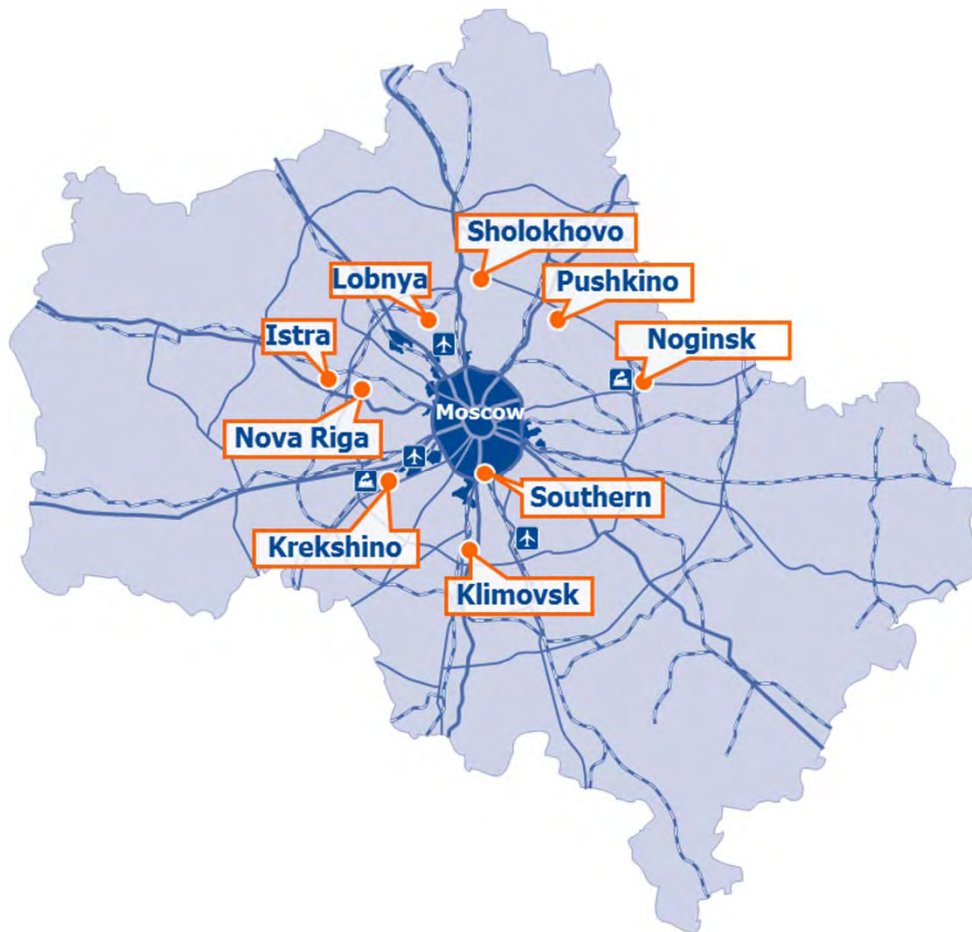 Sholokhovo
Lobnya
Pushkino
Istra
Noginsk
Moscow
Nova Riga
Southern
Krekshino
Klimovsk